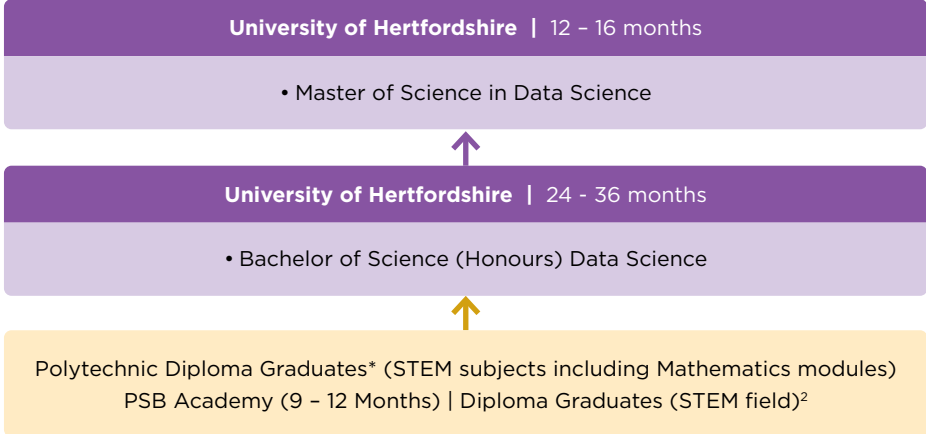 University of Hertfordshire | 12 – 16 months
• Master of Science in Data Science
University of Hertfordshire | 24 - 36 months
• Bachelor of Science (Honours) Data Science
Polytechnic Diploma Graduates* (STEM subjects including Mathematics modules)
PSB Academy (9 – 12 Months) | Diploma Graduates (STEM field)²